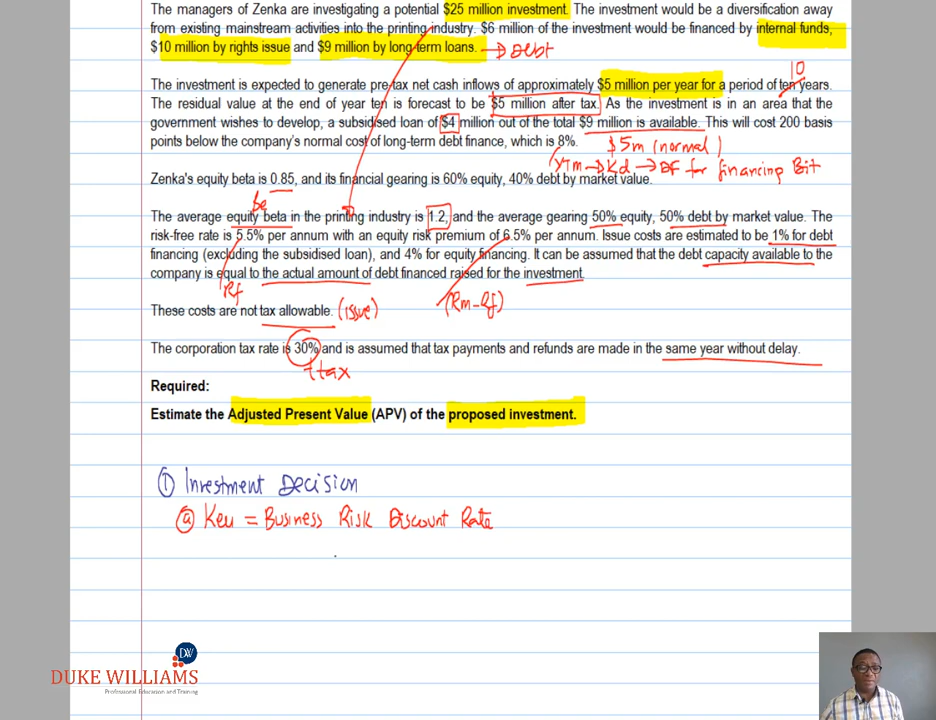 The managers of Zenka are investigating a potential $25 million investment. The investment would be a diversification away
from existing mainstream activities into the printing industry. $6 million of the investment would be financed by internal funds,
$10 million by rights issue and $9 million by long-term loans. → Debt
10
The investment is expected to generate pre-tax net cash inflows of approximately $5 million per year for a period of ten years.
The residual value at the end of year ten is forecast to be $5 million after tax. As the investment is in an area that the
government wishes to develop, a subsidised loan of $4 million out of the total $9 million is available. This will cost 200 basis
points below the company's normal cost of long-term debt finance, which is 8%. $5m (normal)
YTM → Kd → DF for financing Bit
Zenka's equity beta is 0.85, and its financial gearing is 60% equity, 40% debt by market value.
be
The average equity beta in the printing industry is 1.2, and the average gearing 50% equity, 50% debt by market value. The
risk-free rate is 5.5% per annum with an equity risk premium of 6.5% per annum. Issue costs are estimated to be 1% for debt
financing (excluding the subsidised loan), and 4% for equity financing. It can be assumed that the debt capacity available to the
company is equal to the actual amount of debt financed raised for the investment.
rf
(Rm-Rf)
These costs are not tax allowable. (issue)
The corporation tax rate is 30% and is assumed that tax payments and refunds are made in the same year without delay.
t tax
Required:
Estimate the Adjusted Present Value (APV) of the proposed investment.
① Investment Decision
ⓐ Keu = Business Risk Discount Rate
DW
DUKE WILLIAMS
Professional Education and Training